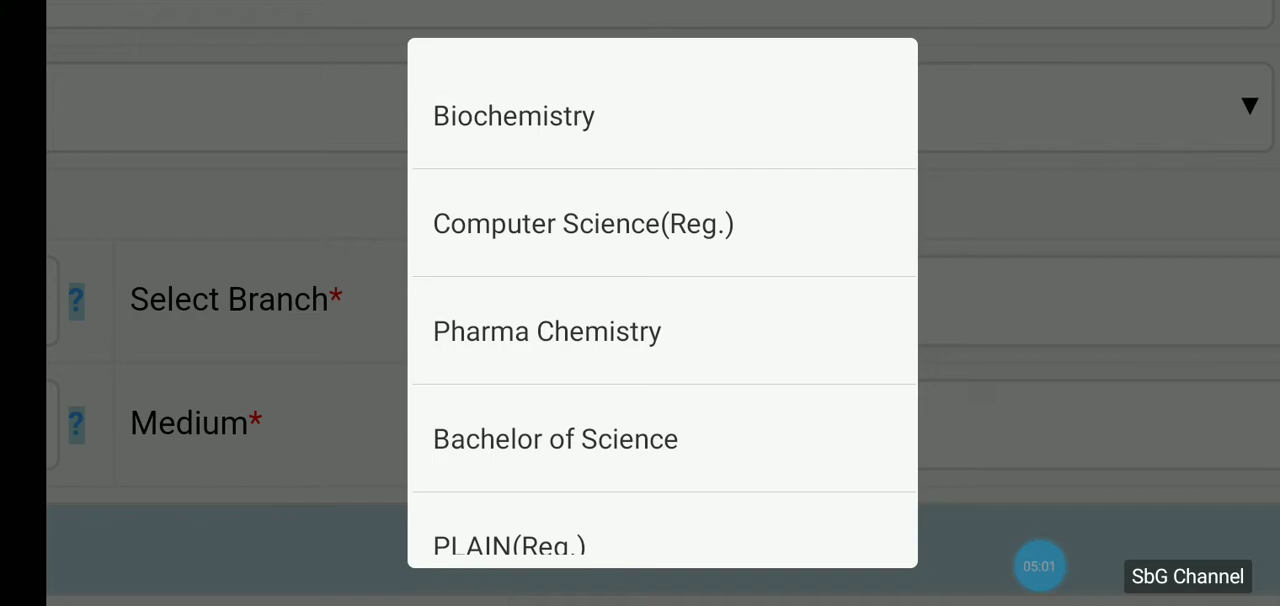 Biochemistry
Computer Science(Reg.)
? Select Branch*
Pharma Chemistry
? Medium*
Bachelor of Science
PLAIN(Reg.)
05:01
SbG Channel